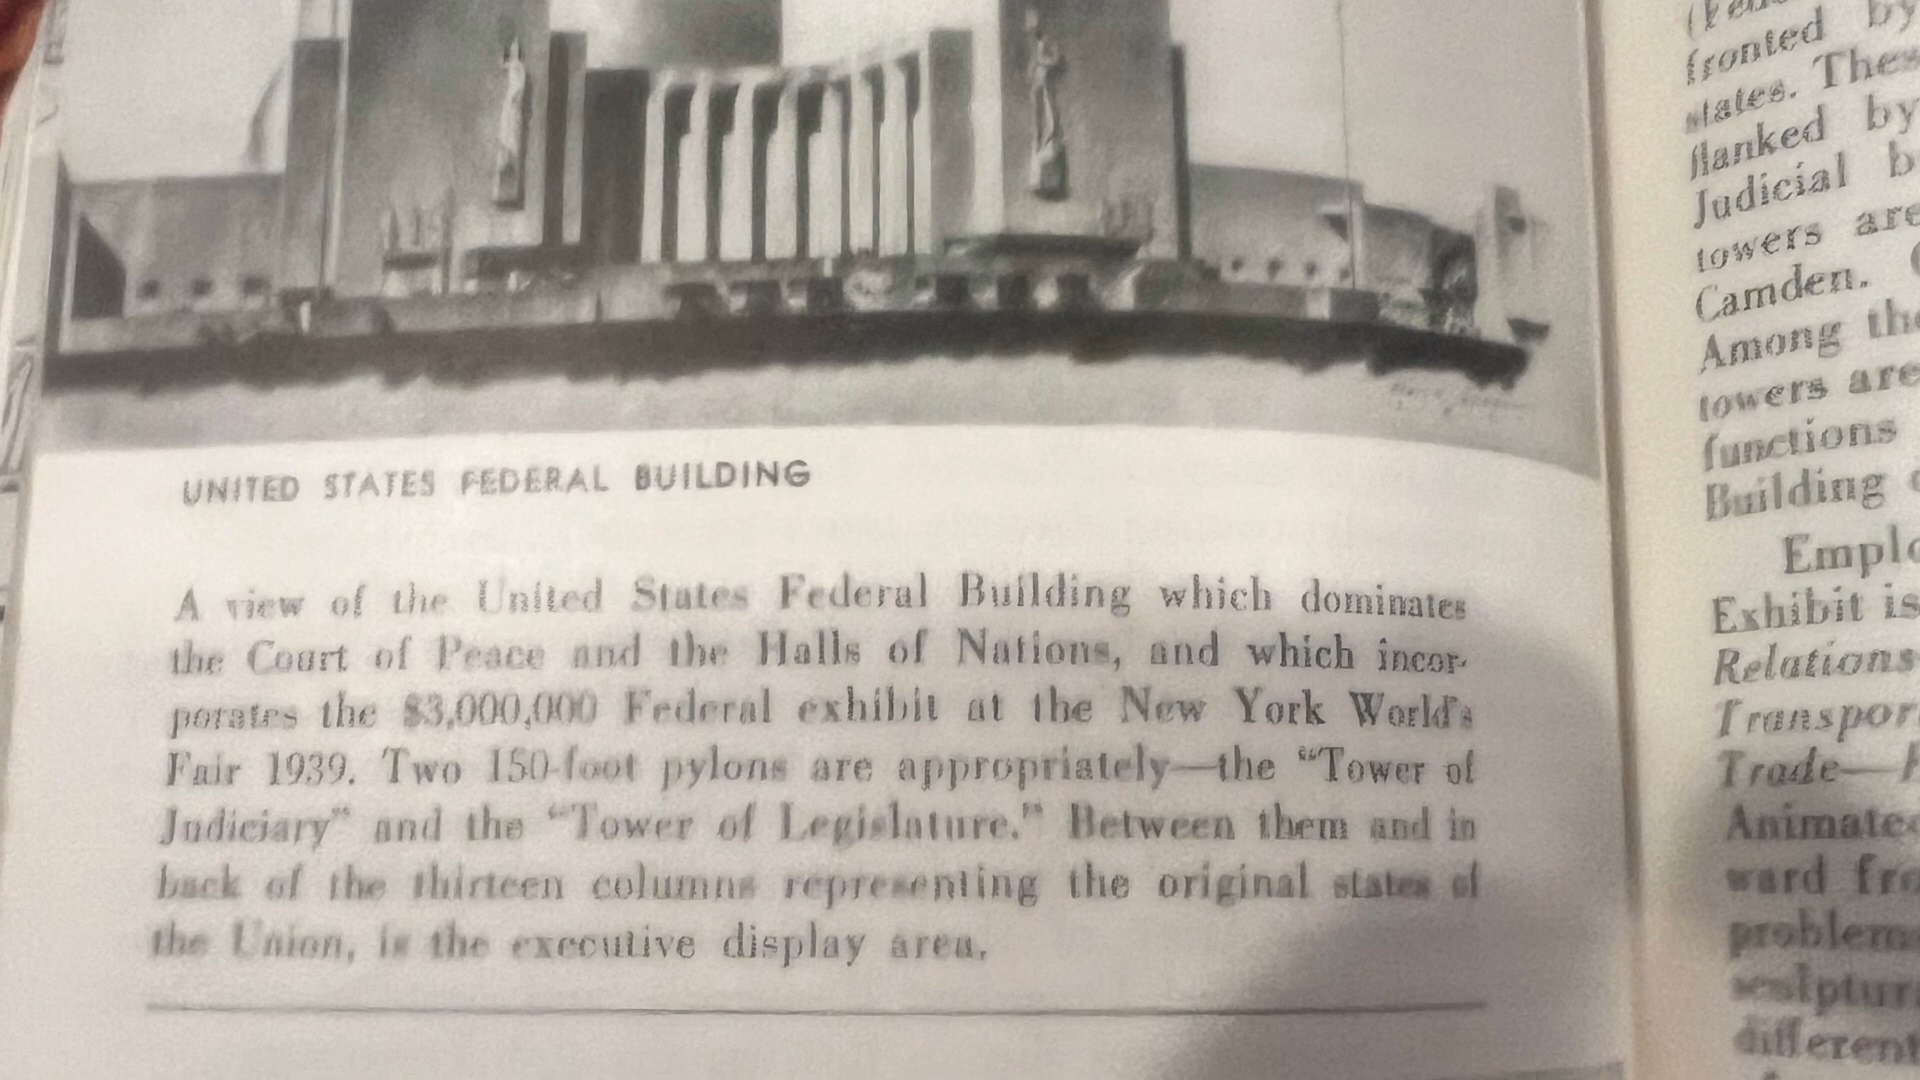 UNITED STATES FEDERAL BUILDING
A view of the United States Federal Building which dominates
the Court of Peace and the Halls of Nations, and which incor-
porates the $3,000,000 Federal exhibit at the New York World's
Fair 1939. Two 150-foot pylons are appropriately—the “Tower of
Judiciary” and the “Tower of Legislature.” Between them and in
back of the thirteen columns representing the original states of
the Union, is the executive display area.
fronted by
states.
flanked by
Judicial
towers are
Camden.
Among the
towers are
functions
Building
Exhibit is
Relations
Trade—